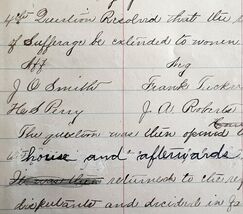 4th Question Resolved that the
of Suffrage be extended to women
Aff Neg
J O Smith Frank Tucker
H S Perry J. A. Roberts
The question was then opened to
house and afterwards
returned to the
disputants and decided in